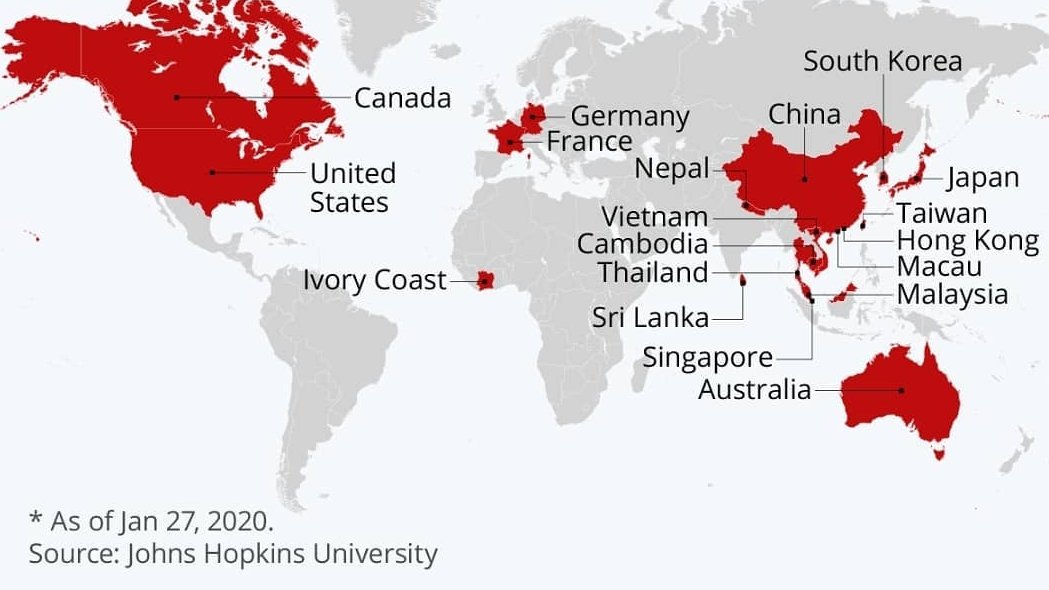 South Korea
Canada
Germany
China
France
Nepal
Japan
United
States
Vietnam
Taiwan
Cambodia
Hong Kong
Ivory Coast
Thailand
Macau
Malaysia
Sri Lanka
Singapore
Australia
* As of Jan 27, 2020.
Source: Johns Hopkins University